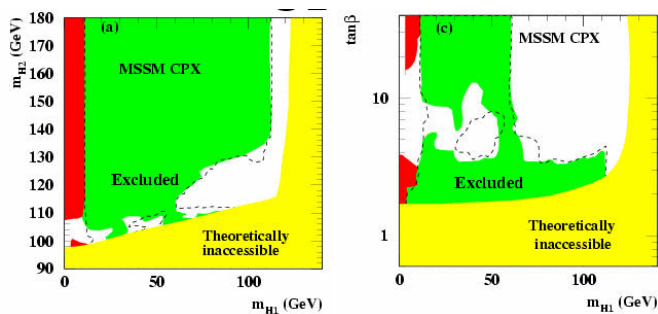 m_H2 (GeV)
180
170
160
150
140
130
120
110
100
90
(a)
MSSM CPX
Excluded
Theoretically
inaccessible
0
50
100
m_H1 (GeV)
tanβ
10
1
(c)
MSSM CPX
Excluded
Theoretically
inaccessible
0
50
100
m_H1 (GeV)